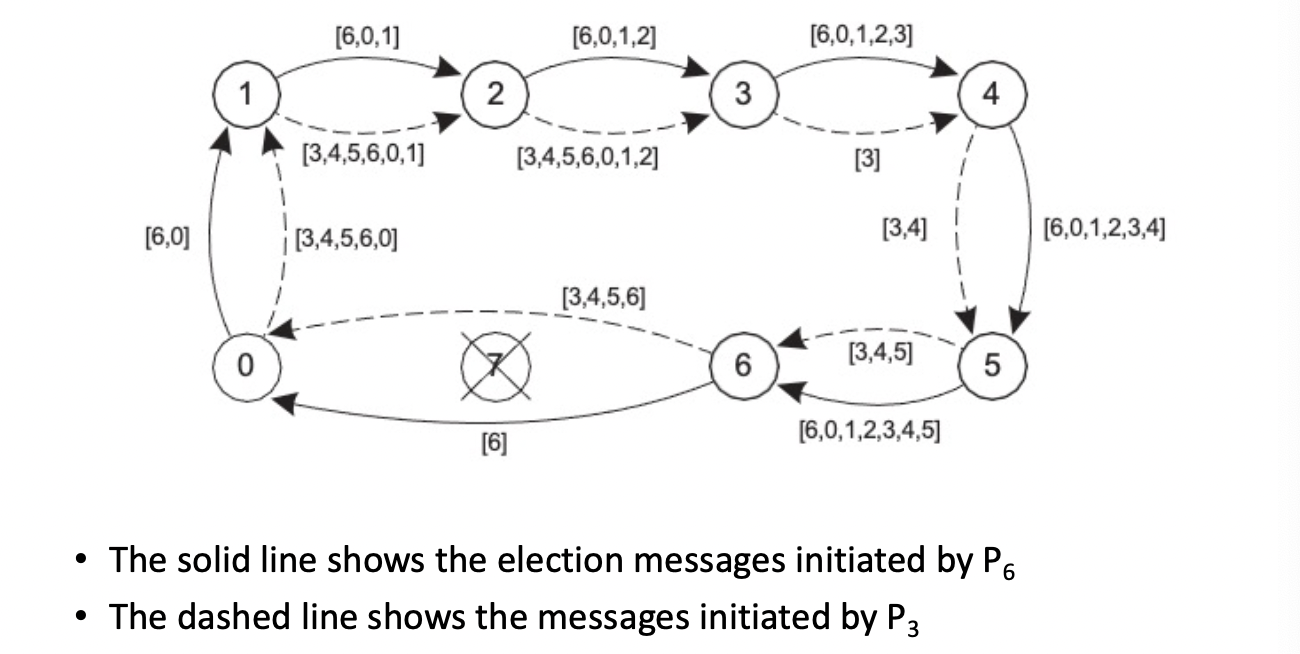 [6,0,1] [6,0,1,2] [6,0,1,2,3]
1 2 3 4
[3,4,5,6,0,1] [3,4,5,6,0,1,2] [3]
[6,0] [3,4,5,6,0] [3,4] [6,0,1,2,3,4]
[3,4,5,6]
0 7 6 [3,4,5] 5
[6] [6,0,1,2,3,4,5]
• The solid line shows the election messages initiated by P₆
• The dashed line shows the messages initiated by P₃